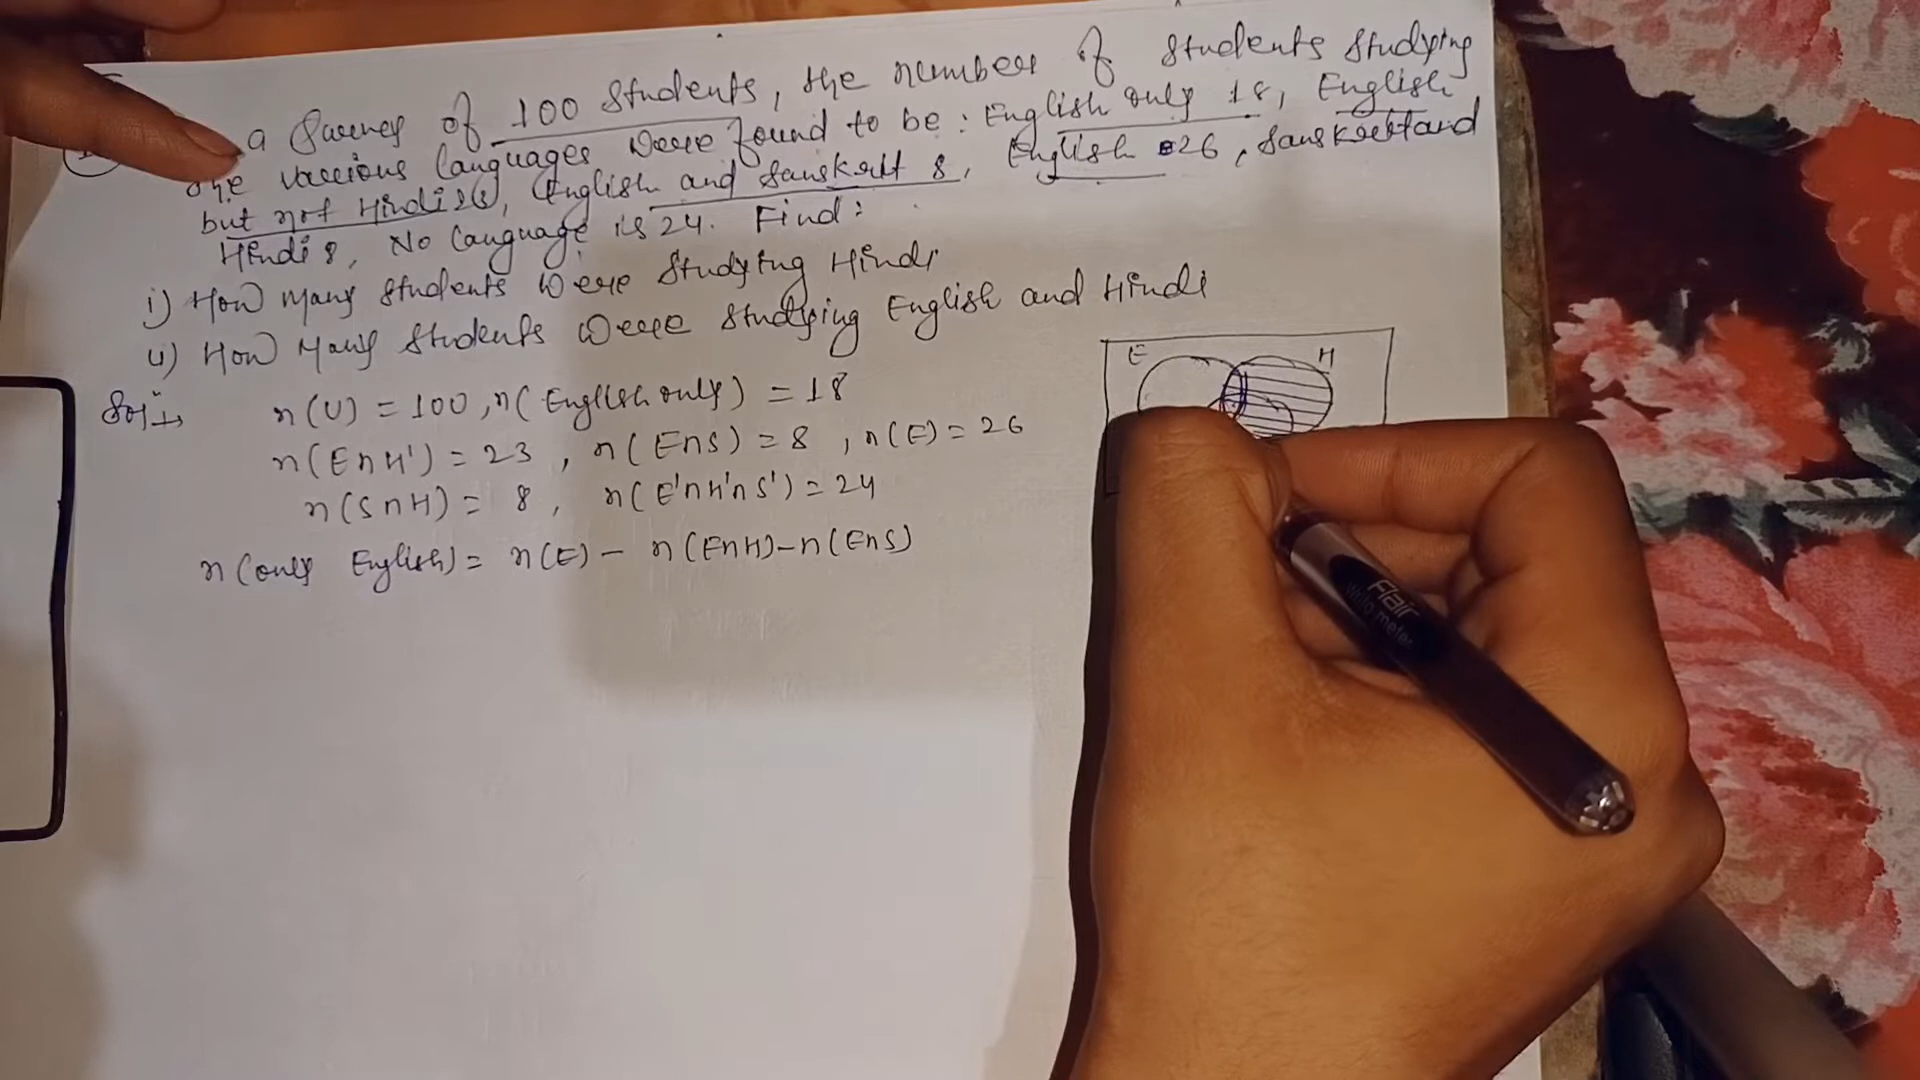 a Survey of 100 Students, the number of Students Studying
the various languages were found to be : English only 18, English
but not Hindi 23, English and Sanskrit 8, English 26, Sanskrit and
Hindi 8, No language is 24. Find :
i) How Many Students were Studying Hindi
ii) How Many Students were Studying English and Hindi
Solⁿ→ n(U) = 100, n(English only) = 18
n(E∩H') = 23, n(E∩S) = 8, n(E) = 26
n(S∩H) = 8, n(E'∩H'∩S') = 24
n(only English) = n(E) - n(E∩H) - n(E∩S)
E H
Flair